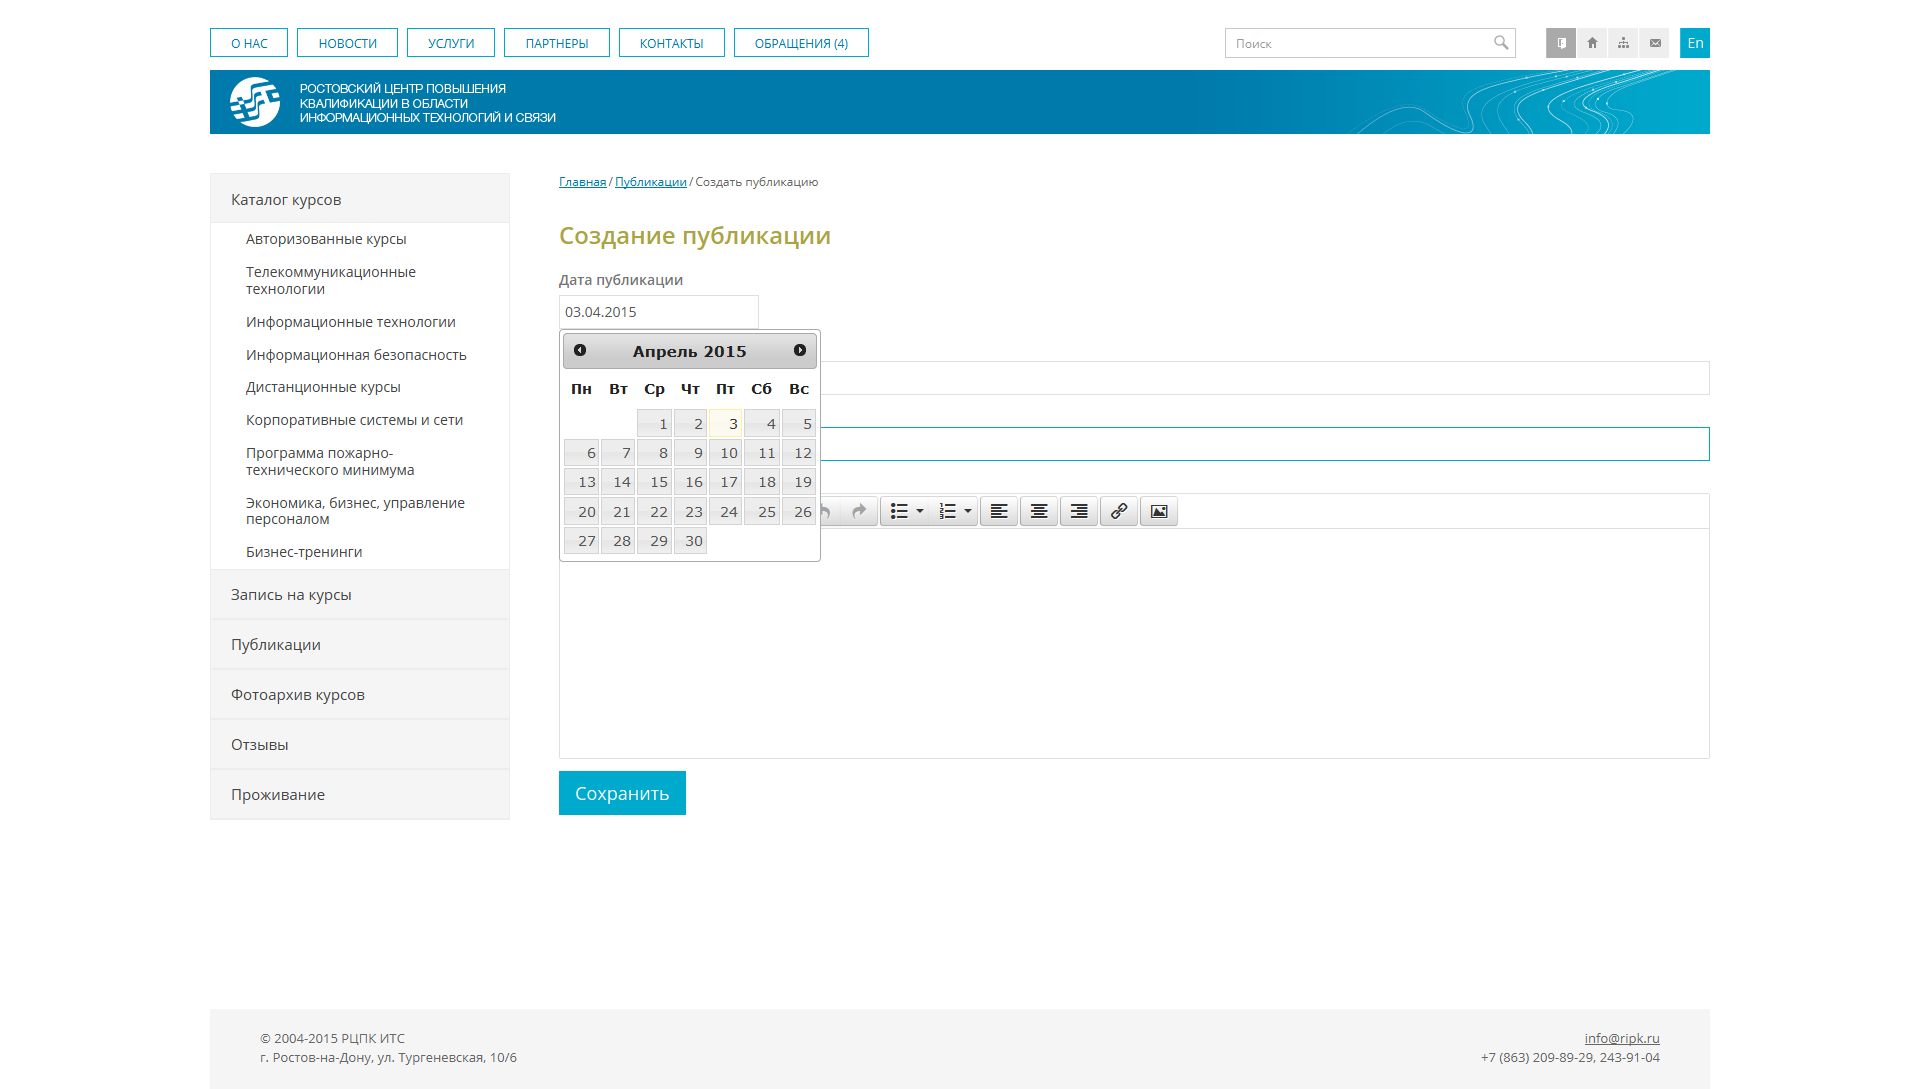 О НАС
НОВОСТИ
УСЛУГИ
ПАРТНЕРЫ
КОНТАКТЫ
ОБРАЩЕНИЯ (4)
Поиск
En
РОСТОВСКИЙ ЦЕНТР ПОВЫШЕНИЯ
КВАЛИФИКАЦИИ В ОБЛАСТИ
ИНФОРМАЦИОННЫХ ТЕХНОЛОГИЙ И СВЯЗИ
Каталог курсов
Авторизованные курсы
Телекоммуникационные
технологии
Информационные технологии
Информационная безопасность
Дистанционные курсы
Корпоративные системы и сети
Программа пожарно-
технического минимума
Экономика, бизнес, управление
персоналом
Бизнес-тренинги
Запись на курсы
Публикации
Фотоархив курсов
Отзывы
Проживание
Главная / Публикации / Создать публикацию
Создание публикации
Дата публикации
03.04.2015
Апрель 2015
Пн Вт Ср Чт Пт Сб Вс
1 2 3 4 5
6 7 8 9 10 11 12
13 14 15 16 17 18 19
20 21 22 23 24 25 26
27 28 29 30
Сохранить
© 2004-2015 РЦПК ИТС
г. Ростов-на-Дону, ул. Тургеневская, 10/6
info@ripk.ru
+7 (863) 209-89-29, 243-91-04